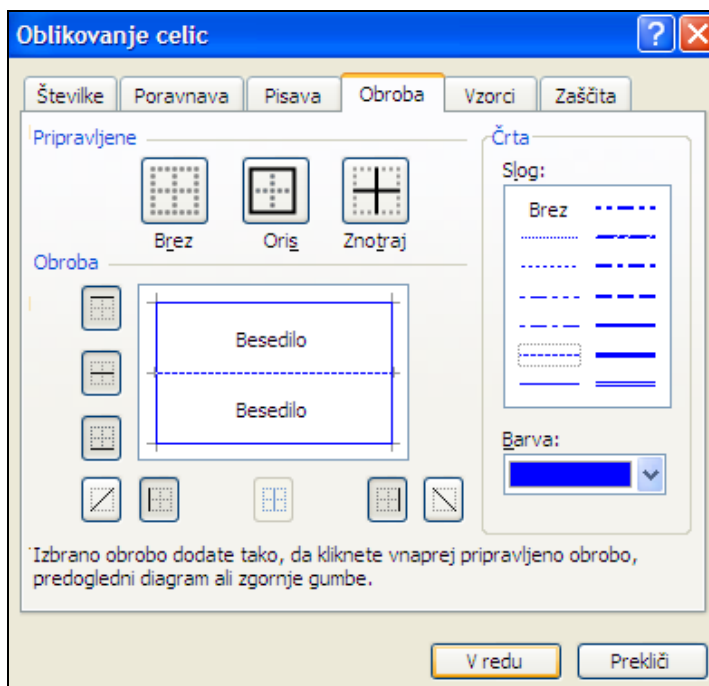 Oblikovanje celic
Številke Poravnava Pisava Obroba Vzorci Zaščita
Pripravljene
Brez Oris Znotraj
Obroba
Besedilo
Besedilo
Črta
Slog:
Brez
Barva:
Izbrano obrobo dodate tako, da kliknete vnaprej pripravljeno obrobo,
predogledni diagram ali zgornje gumbe.
V redu Prekliči